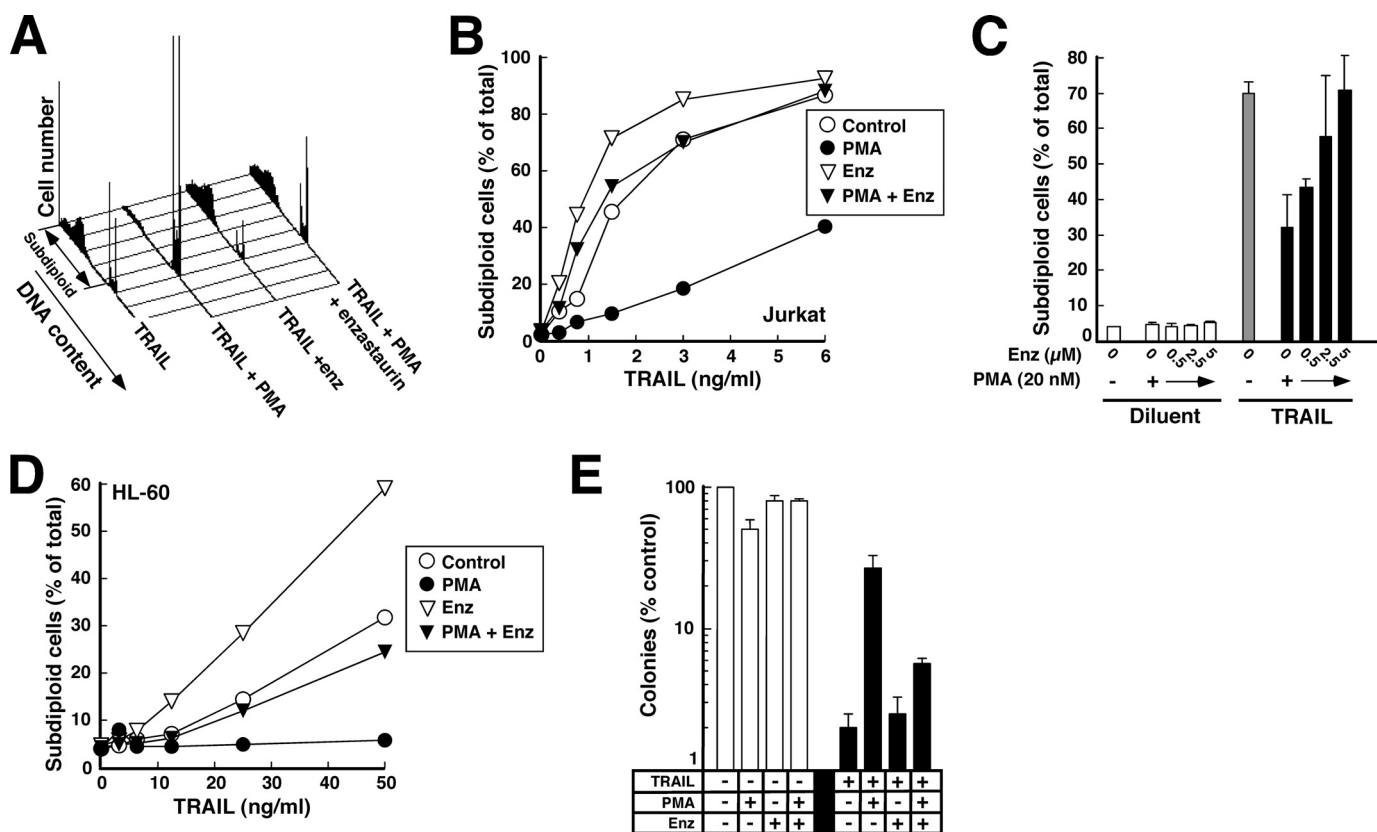 A
Cell number
Subdiploid
DNA content
TRAIL
TRAIL + PMA
TRAIL +enz
TRAIL + PMA
+ enzastaurin
B
Subdiploid cells (% of total)
100
80
60
40
20
0
0 1 2 3 4 5 6
TRAIL (ng/ml)
Control
PMA
Enz
PMA + Enz
Jurkat
C
Subdiploid cells (% of total)
80
70
60
50
40
30
20
10
0
Enz (µM) 0 0 0.5 2.5 5 0 0 0.5 2.5 5
PMA (20 nM) - + - +
Diluent TRAIL
D
HL-60
Subdiploid cells (% of total)
60
50
40
30
20
10
0
0 10 20 30 40 50
TRAIL (ng/ml)
Control
PMA
Enz
PMA + Enz
E
Colonies (% control)
100
10
1
TRAIL - - - - + + + +
PMA - + - + - + - +
Enz - - + + - - + +